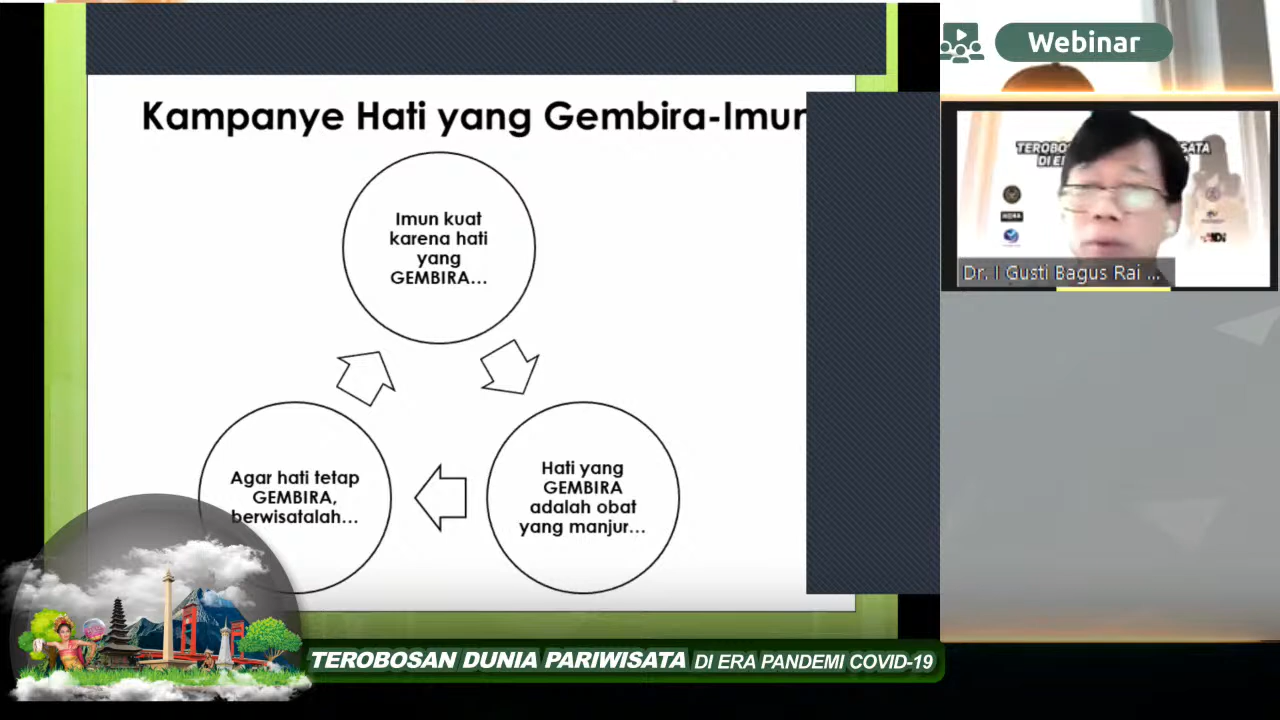 Webinar
Kampanye Hati yang Gembira-Imun
Imun kuat
karena hati
yang
GEMBIRA...
Hati yang
GEMBIRA
adalah obat
yang manjur...
Agar hati tetap
GEMBIRA,
berwisatalah...
Dr. I Gusti Bagus Rai ...
TEROBOSAN DUNIA PARIWISATA DI ERA PANDEMI COVID-19